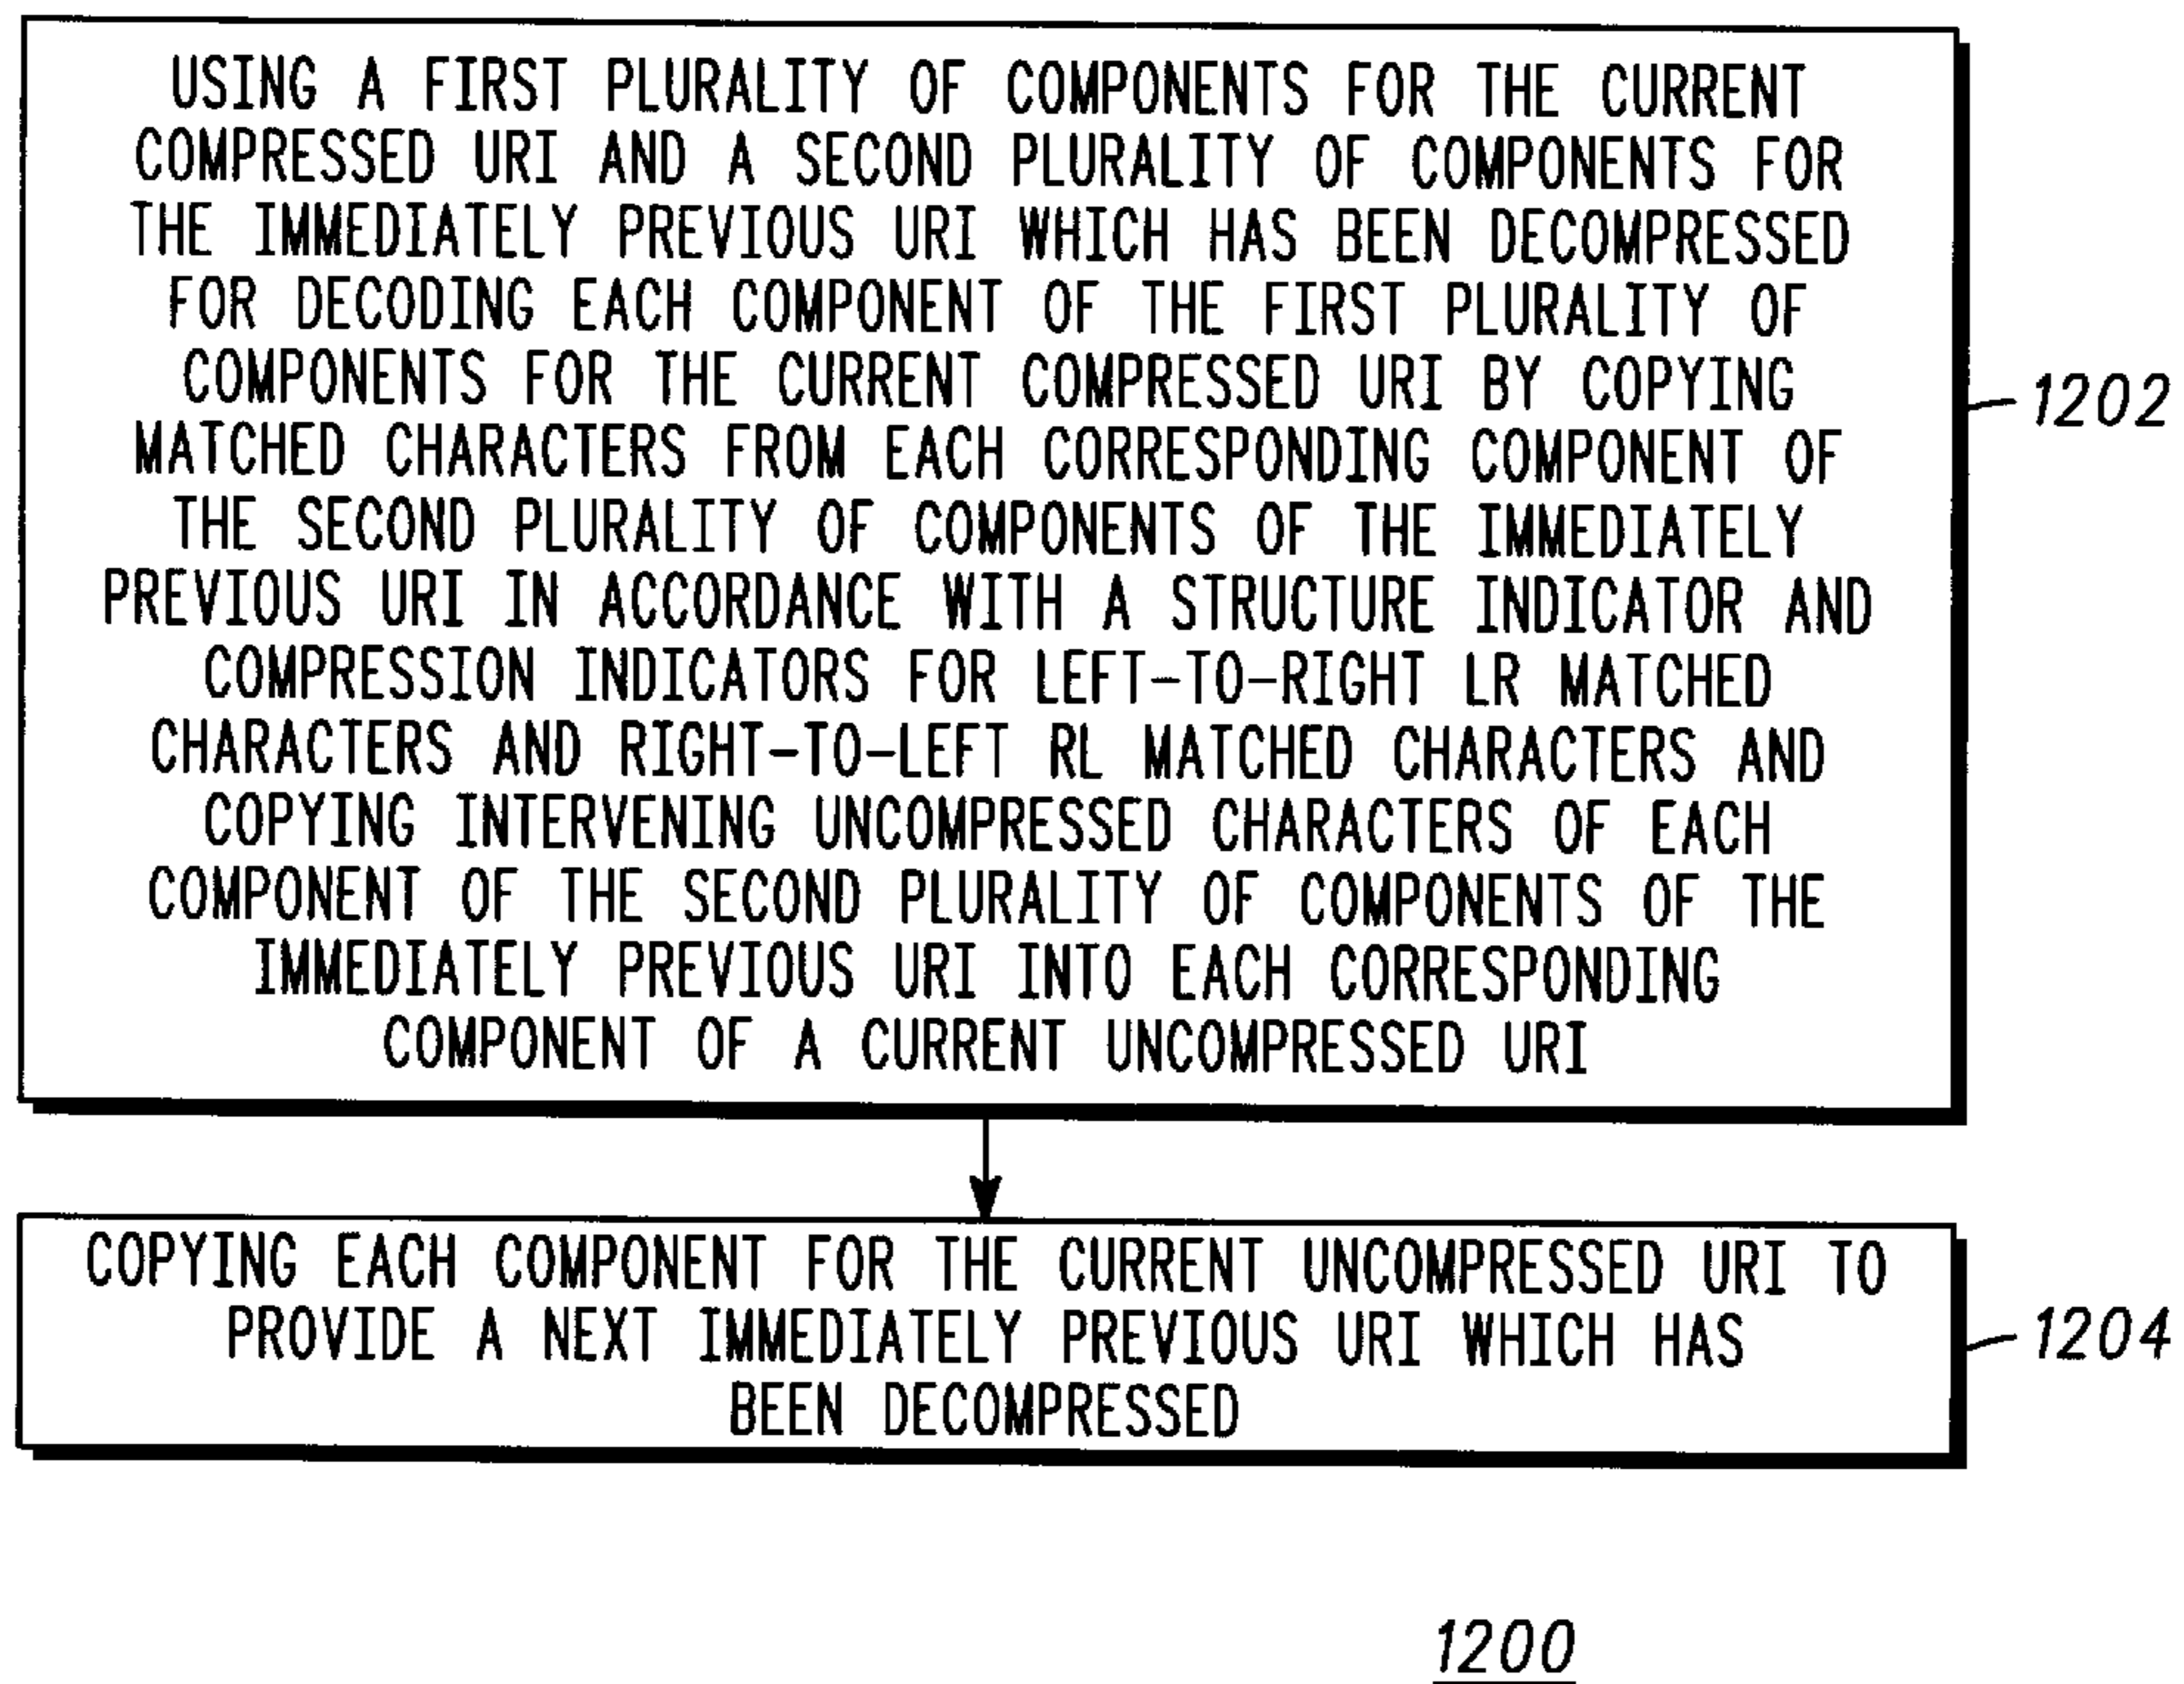 USING A FIRST PLURALITY OF COMPONENTS FOR THE CURRENT
COMPRESSED URI AND A SECOND PLURALITY OF COMPONENTS FOR
THE IMMEDIATELY PREVIOUS URI WHICH HAS BEEN DECOMPRESSED
FOR DECODING EACH COMPONENT OF THE FIRST PLURALITY OF
COMPONENTS FOR THE CURRENT COMPRESSED URI BY COPYING
MATCHED CHARACTERS FROM EACH CORRESPONDING COMPONENT OF
THE SECOND PLURALITY OF COMPONENTS OF THE IMMEDIATELY
PREVIOUS URI IN ACCORDANCE WITH A STRUCTURE INDICATOR AND
COMPRESSION INDICATORS FOR LEFT-TO-RIGHT LR MATCHED
CHARACTERS AND RIGHT-TO-LEFT RL MATCHED CHARACTERS AND
COPYING INTERVENING UNCOMPRESSED CHARACTERS OF EACH
COMPONENT OF THE SECOND PLURALITY OF COMPONENTS OF THE
IMMEDIATELY PREVIOUS URI INTO EACH CORRESPONDING
COMPONENT OF A CURRENT UNCOMPRESSED URI
1202
COPYING EACH COMPONENT FOR THE CURRENT UNCOMPRESSED URI TO
PROVIDE A NEXT IMMEDIATELY PREVIOUS URI WHICH HAS
BEEN DECOMPRESSED
1204
1200